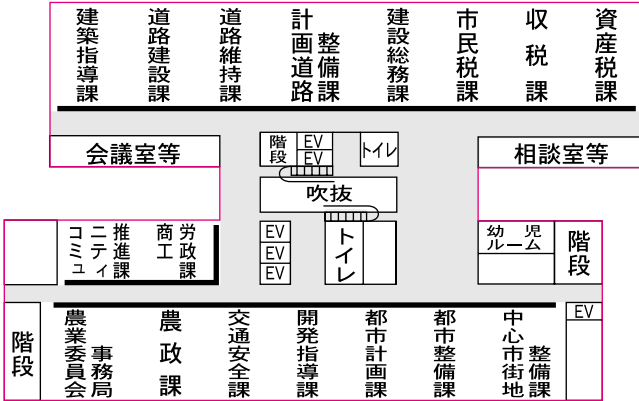 建築指導課
道路建設課
道路維持課
計画道路
整備課
建設総務課
市民税課
収税課
資産税課
会議室等
階段
EV
EV
トイレ
相談室等
吹抜
コミュ
ニティ
推進課
商工
労政課
EV
EV
EV
トイレ
幼児
ルーム
階段
階段
農業委員会
事務局
農政課
交通安全課
開発指導課
都市計画課
都市整備課
中心市街地
整備課
EV